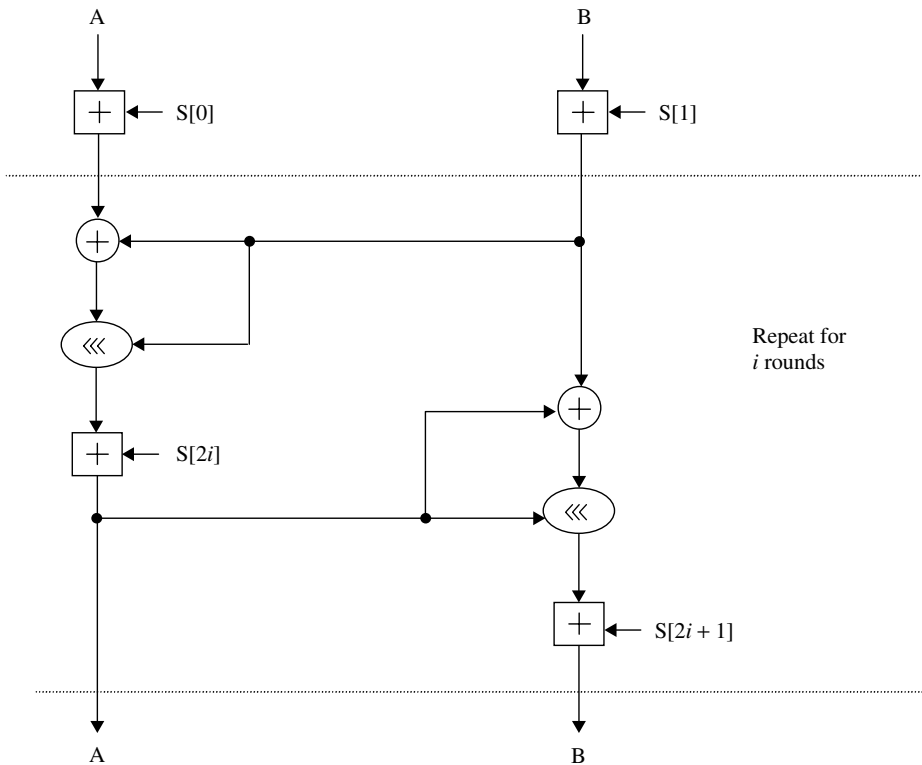 A
B
S[0]
S[1]
Repeat for
i rounds
S[2i]
S[2i + 1]
A
B